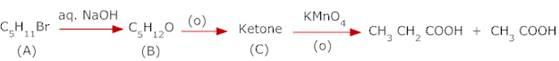 C₅H₁₁Br aq. NaOH C₅H₁₂O (o) Ketone KMnO₄ (o) CH₃ CH₂ COOH + CH₃ COOH
(A) (B) (C)